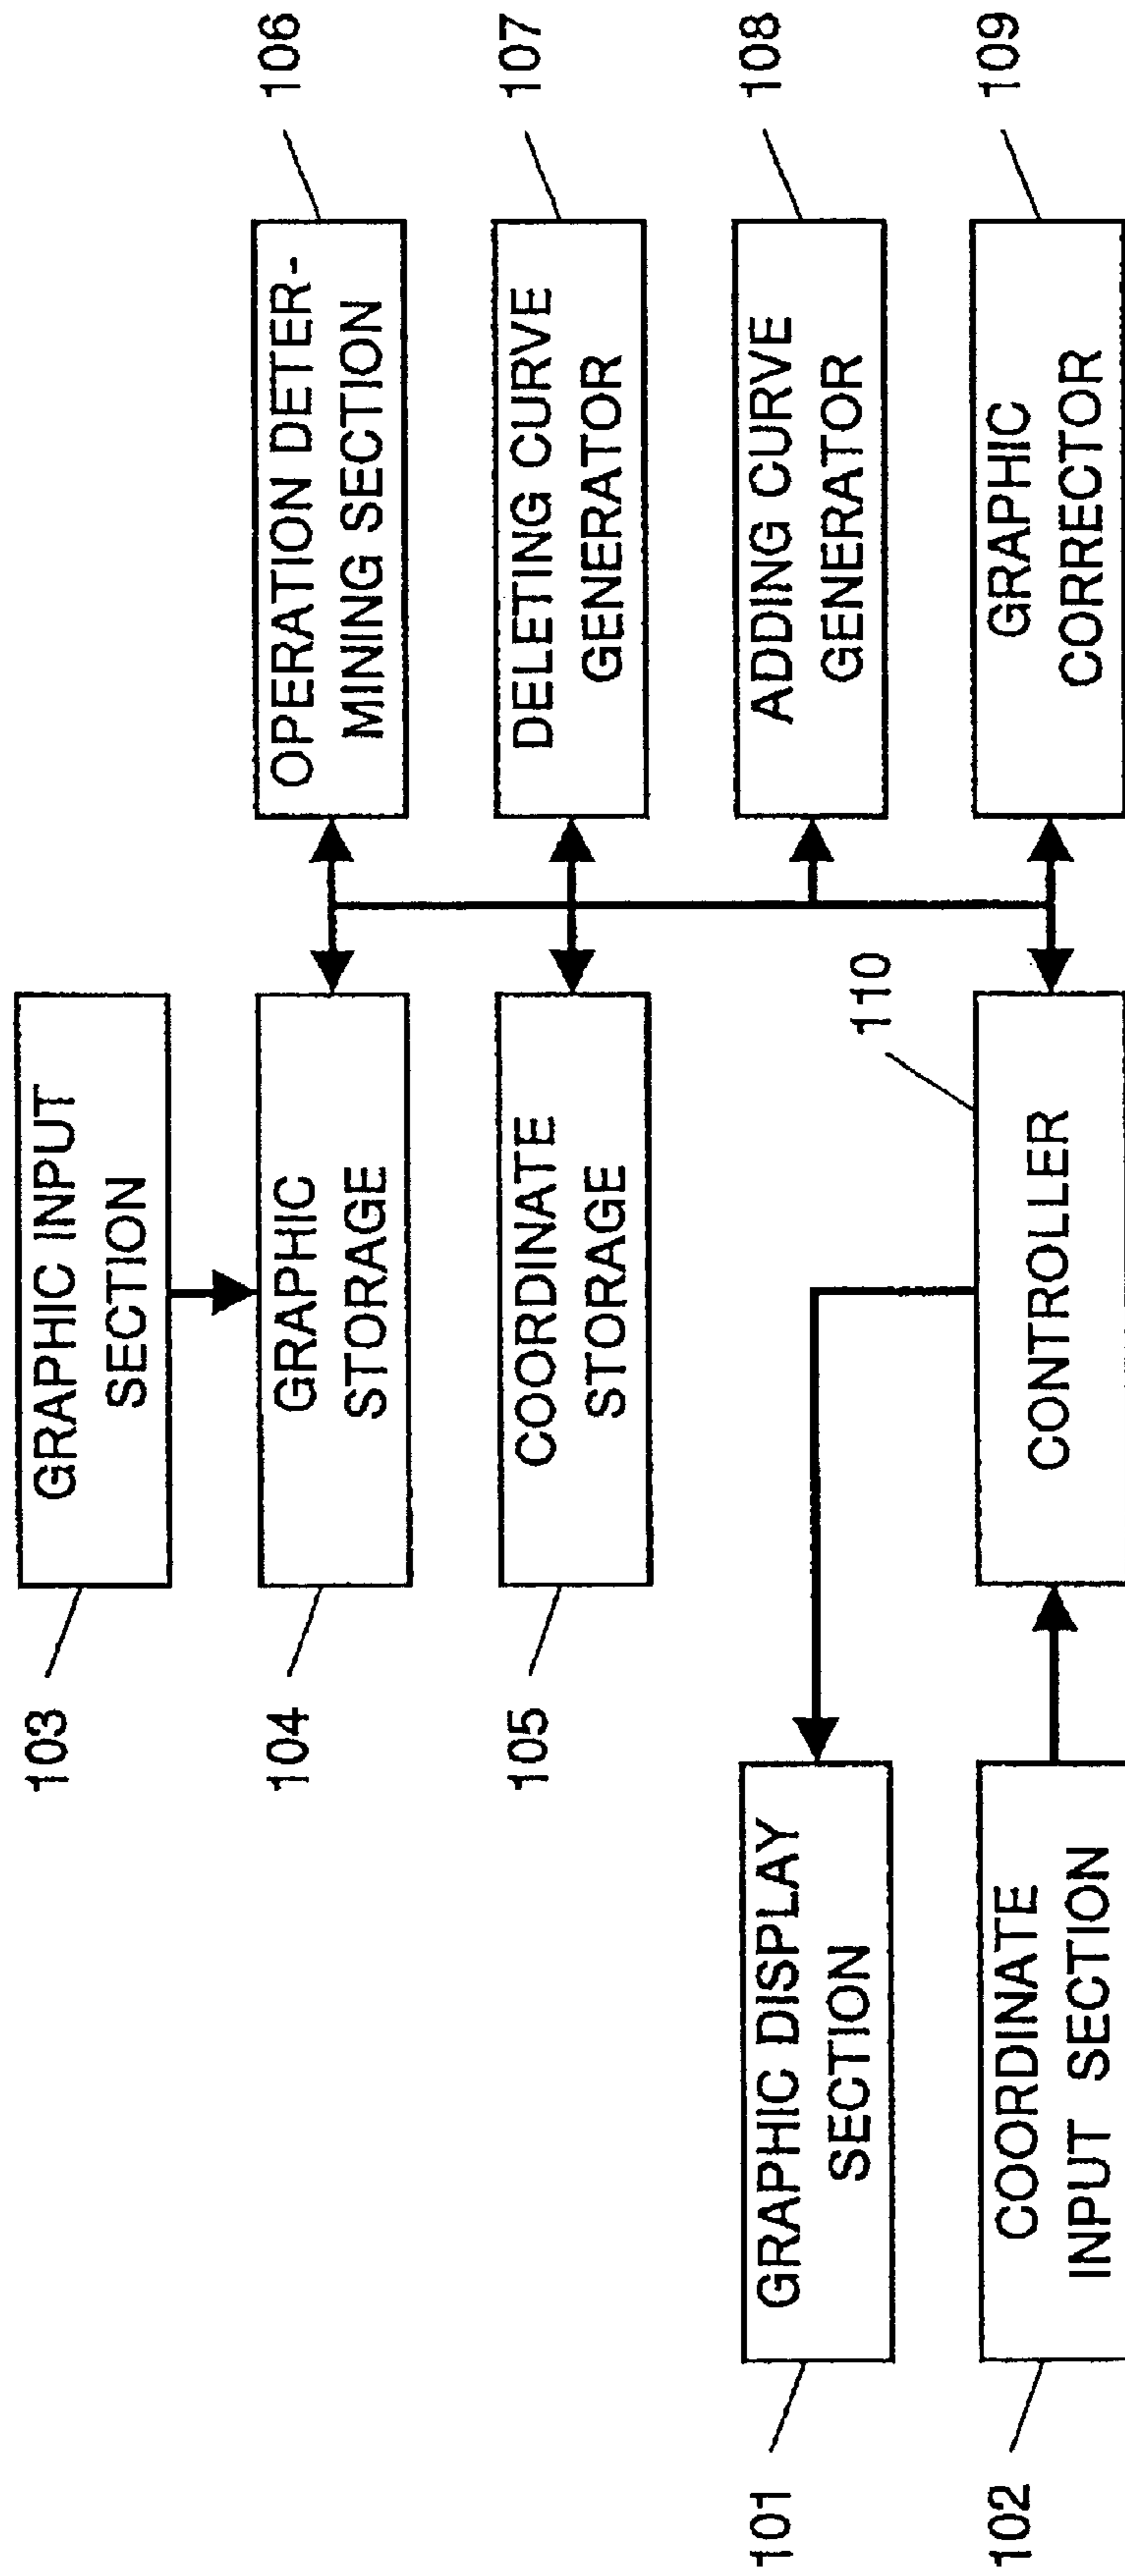 103
GRAPHIC INPUT
SECTION
104
GRAPHIC
STORAGE
106
OPERATION DETER-
MINING SECTION
105
COORDINATE
STORAGE
107
DELETING CURVE
GENERATOR
101
GRAPHIC DISPLAY
SECTION
110
108
ADDING CURVE
GENERATOR
102
COORDINATE
INPUT SECTION
CONTROLLER
109
GRAPHIC
CORRECTOR